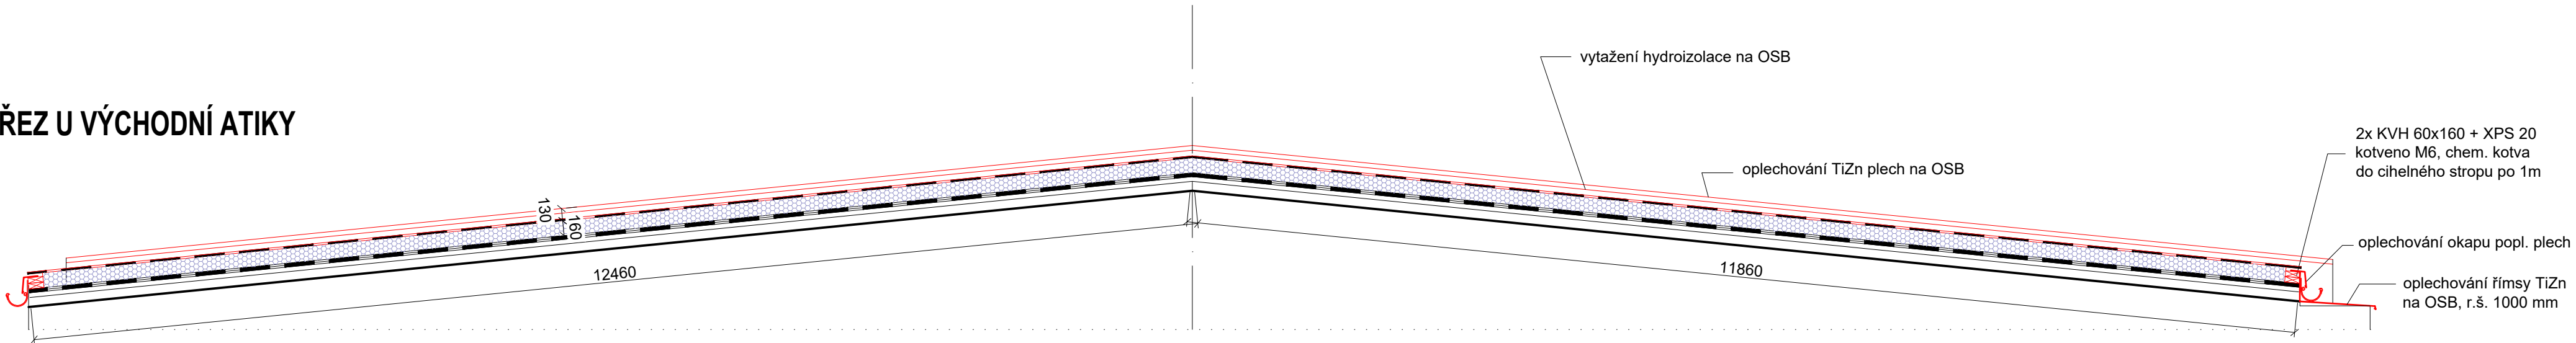 ŘEZ U VÝCHODNÍ ATIKY
vytažení hydroizolace na OSB
oplechování TiZn plech na OSB
2x KVH 60x160 + XPS 20
kotveno M6, chem. kotva
do cihelného stropu po 1m
oplechování okapu popl. plech
oplechování římsy TiZn
na OSB, r.š. 1000 mm
130
160
12460
11860